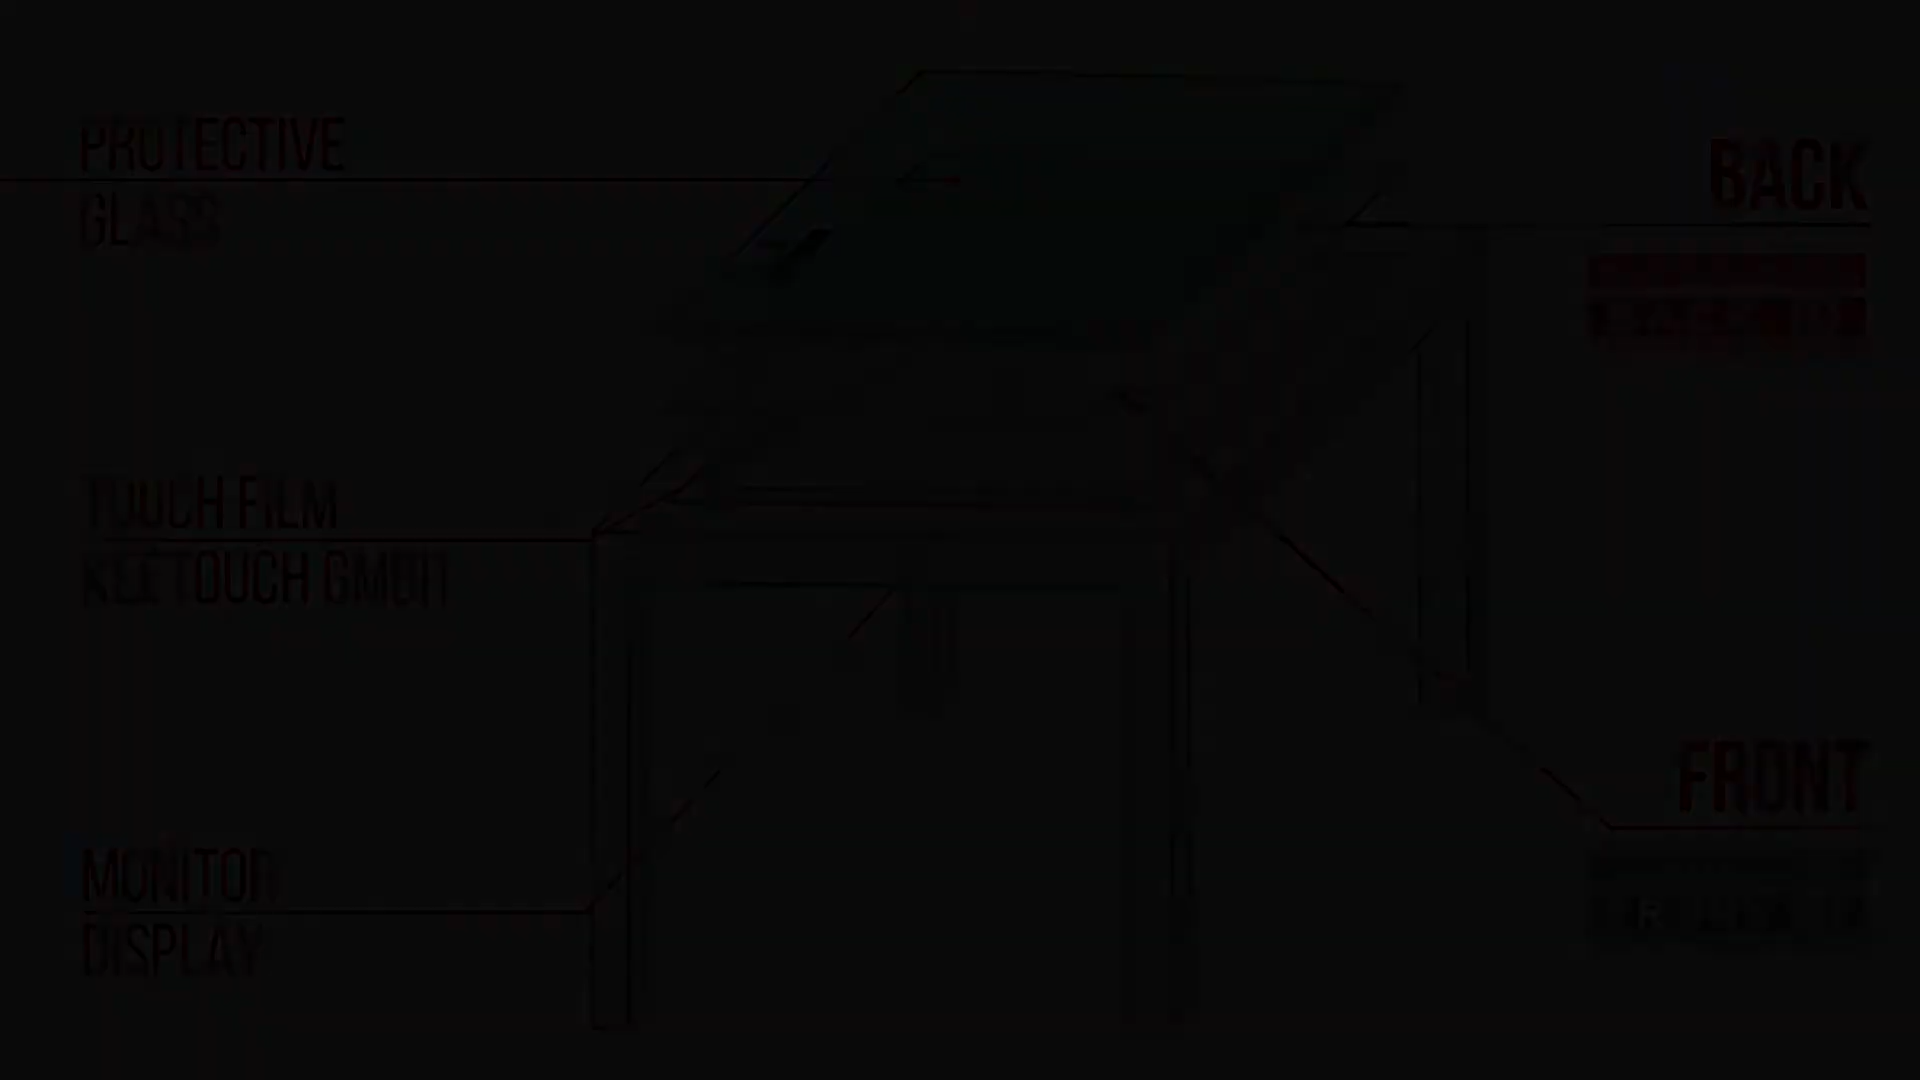 PROTECTIVE
GLASS
BACK
TOUCH FILM
KEETOUCH GMBH
FRONT
MONITOR
DISPLAY